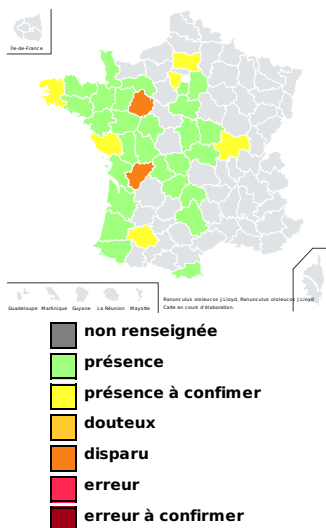 Île-de-France
Guadeloupe Martinique Guyane La Réunion Mayotte
Ranunculus ololeucos J.Lloyd, Ranunculus ololeucos J.Lloyd
Carte en cours d'élaboration.
non renseignée
présence
présence à confimer
douteux
disparu
erreur
erreur à confirmer